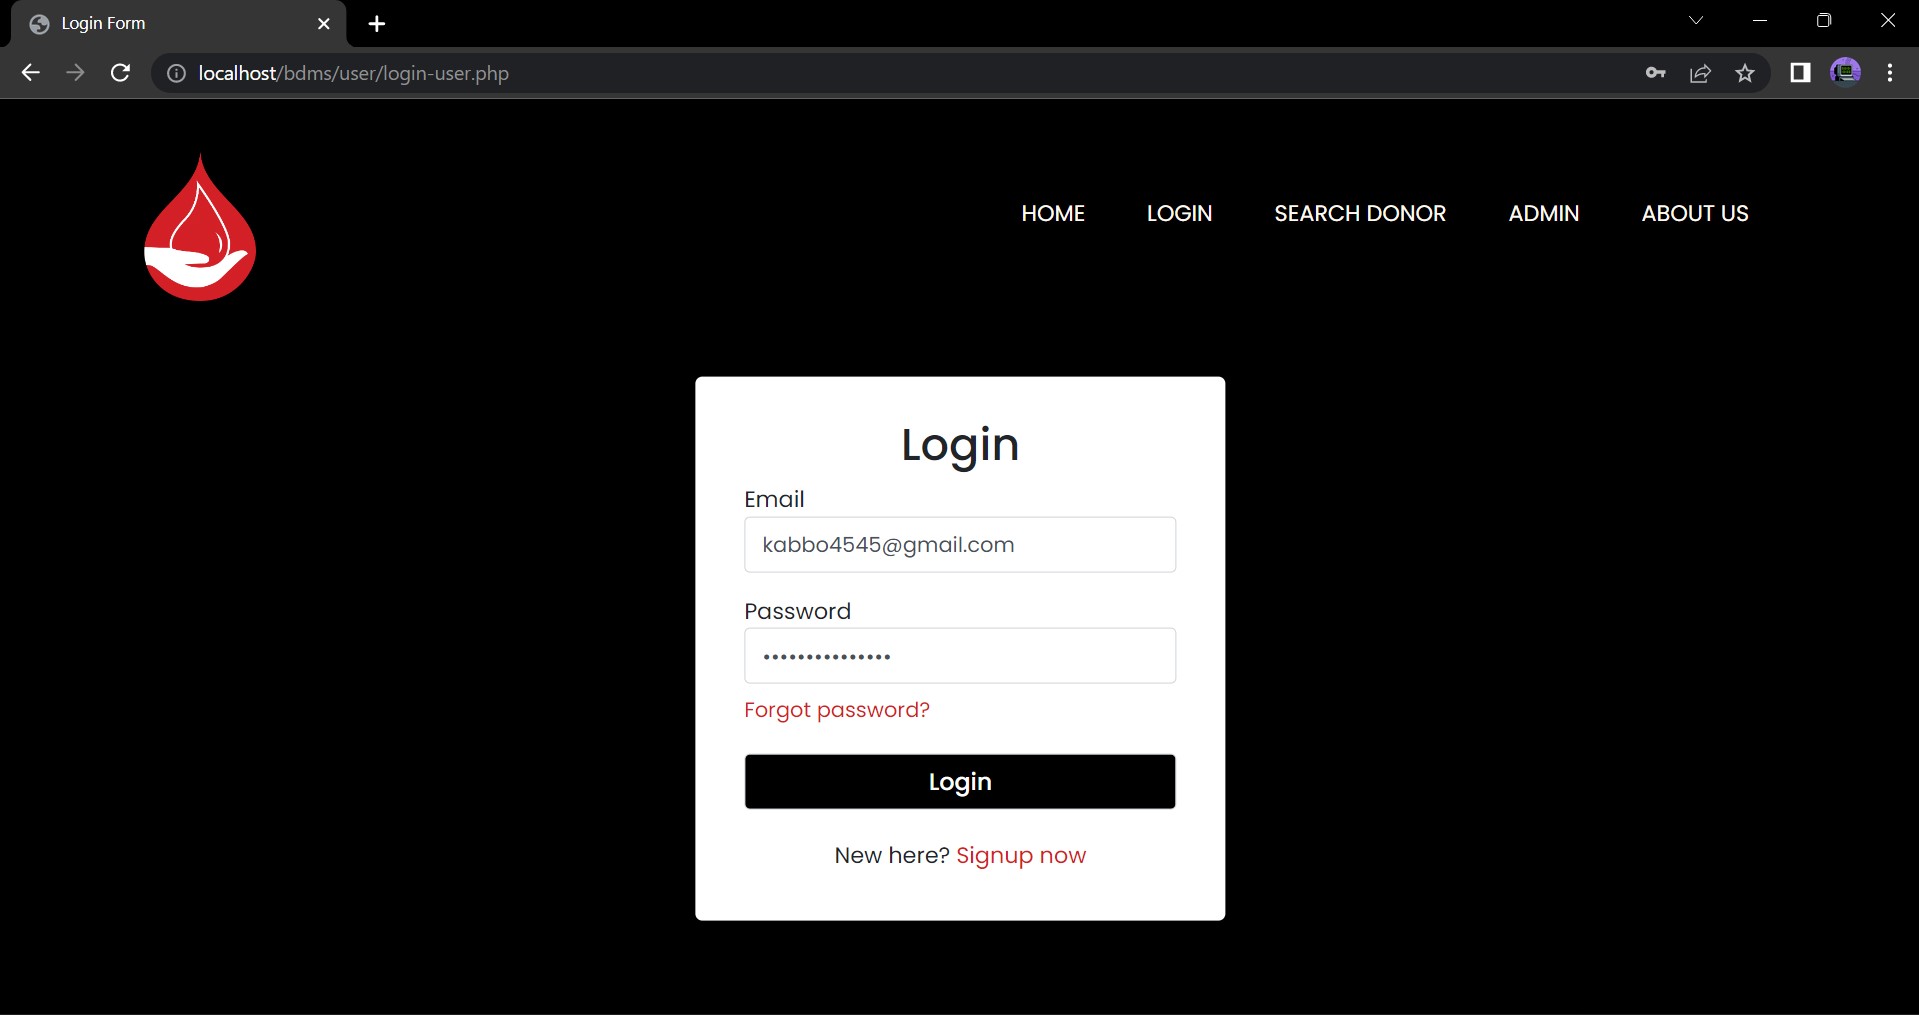 Login Form
localhost/bdms/user/login-user.php
HOME LOGIN SEARCH DONOR ADMIN ABOUT US
Login
Email
kabbo4545@gmail.com
Password
•••••••••••••••
Forgot password?
Login
New here? Signup now